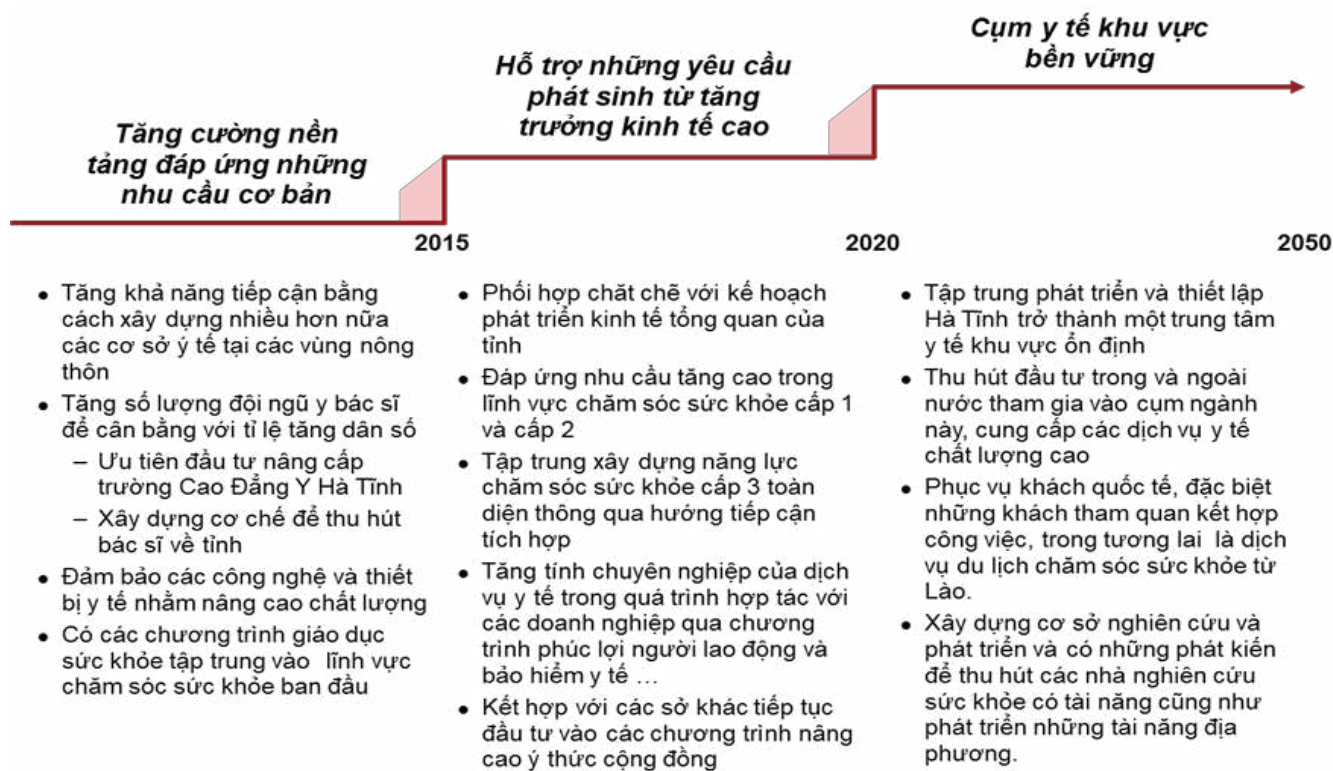 Tăng cường nền
tảng đáp ứng những
nhu cầu cơ bản
Hỗ trợ những yêu cầu
phát sinh từ tăng
trưởng kinh tế cao
Cụm y tế khu vực
bền vững
2015
2020
2050
• Tăng khả năng tiếp cận bằng
cách xây dựng nhiều hơn nữa
các cơ sở ý tế tại các vùng nông
thôn
• Tăng số lượng đội ngũ y bác sĩ
để cân bằng với tỉ lệ tăng dân số
– Ưu tiên đầu tư nâng cấp
trường Cao Đẳng Y Hà Tĩnh
– Xây dựng cơ chế để thu hút
bác sĩ về tỉnh
• Đảm bảo các công nghệ và thiết
bị y tế nhằm nâng cao chất lượng
• Có các chương trình giáo dục
sức khỏe tập trung vào lĩnh vực
chăm sóc sức khỏe ban đầu
• Phối hợp chăt chẽ với kế hoạch
phát triển kinh tế tổng quan của
tỉnh
• Đáp ứng nhu cầu tăng cao trong
lĩnh vực chăm sóc sức khỏe cấp 1
và cấp 2
• Tập trung xây dựng năng lực
chăm sóc sức khỏe cấp 3 toàn
diện thông qua hướng tiếp cận
tích hợp
• Tăng tính chuyên nghiệp của dịch
vụ y tế trong quá trình hợp tác với
các doanh nghiệp qua chương
trình phúc lợi người lao động và
bảo hiểm y tế ...
• Kết hợp với các sở khác tiếp tục
đầu tư vào các chương trình nâng
cao ý thức cộng đồng
• Tập trung phát triển và thiết lập
Hà Tĩnh trở thành một trung tâm
y tế khu vực ổn định
• Thu hút đầu tư trong và ngoài
nước tham gia vào cụm ngành
này, cung cấp các dịch vụ y tế
chất lượng cao
• Phục vụ khách quốc tế, đặc biệt
những khách tham quan kết hợp
công việc, trong tương lai là dịch
vụ du lịch chăm sóc sức khỏe từ
Lào.
• Xây dựng cơ sở nghiên cứu và
phát triển và có những phát kiến
để thu hút các nhà nghiên cứu
sức khỏe có tài năng cũng như
phát triển những tài năng địa
phương.